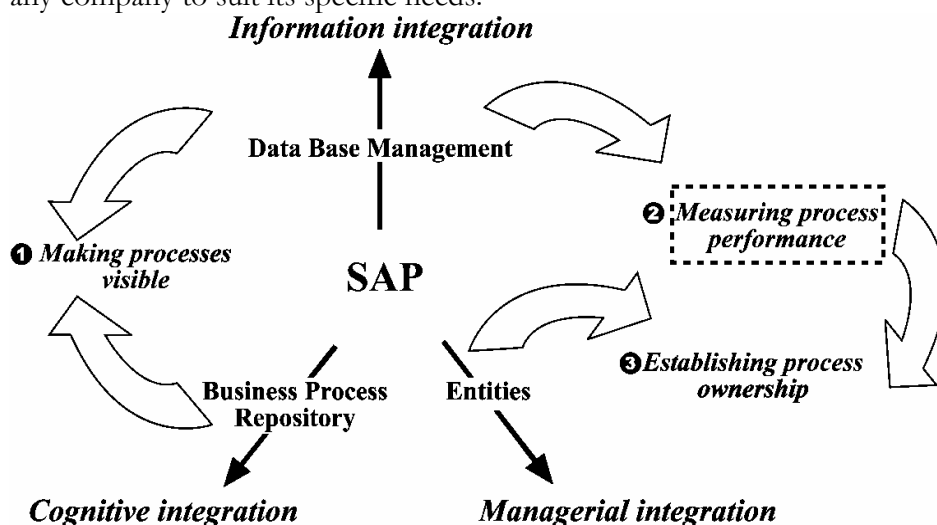 any company to suit its specific needs.
Information integration
Data Base Management
❷ Measuring process
performance
❶ Making processes
visible
SAP
❸ Establishing process
ownership
Business Process
Repository
Entities
Cognitive integration
Managerial integration